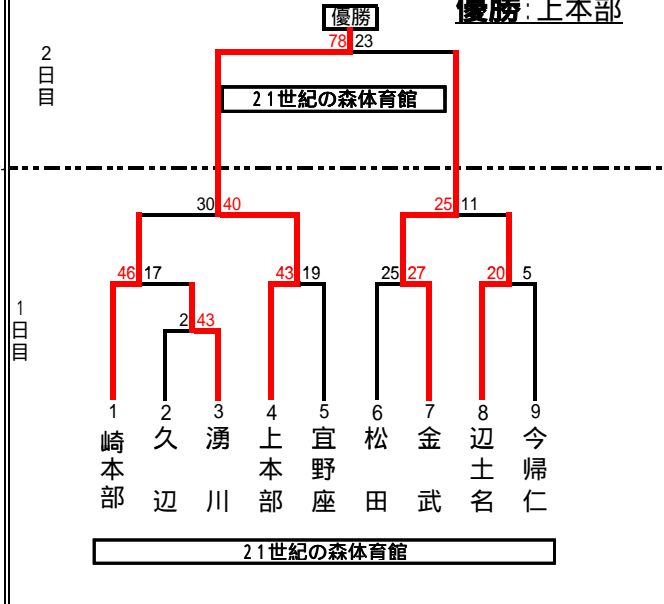 優勝:上本部
優勝
78 23
2日目
21世紀の森体育館
30 40 25 11
46 17 43 19 25 27 20 5
2 43
1日目
1 2 3 4 5 6 7 8 9
崎本部 久辺 湧川 上本部 宜野座 松田 金武 辺土名 今帰仁
21世紀の森体育館